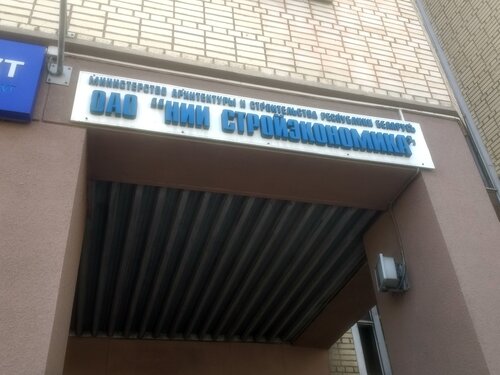 МИНИСТЕРСТВО АРХИТЕКТУРЫ И СТРОИТЕЛЬСТВА РЕСПУБЛИКИ БЕЛАРУСЬ
ОАО "НИИ СТРОЙЭКОНОМИКА"